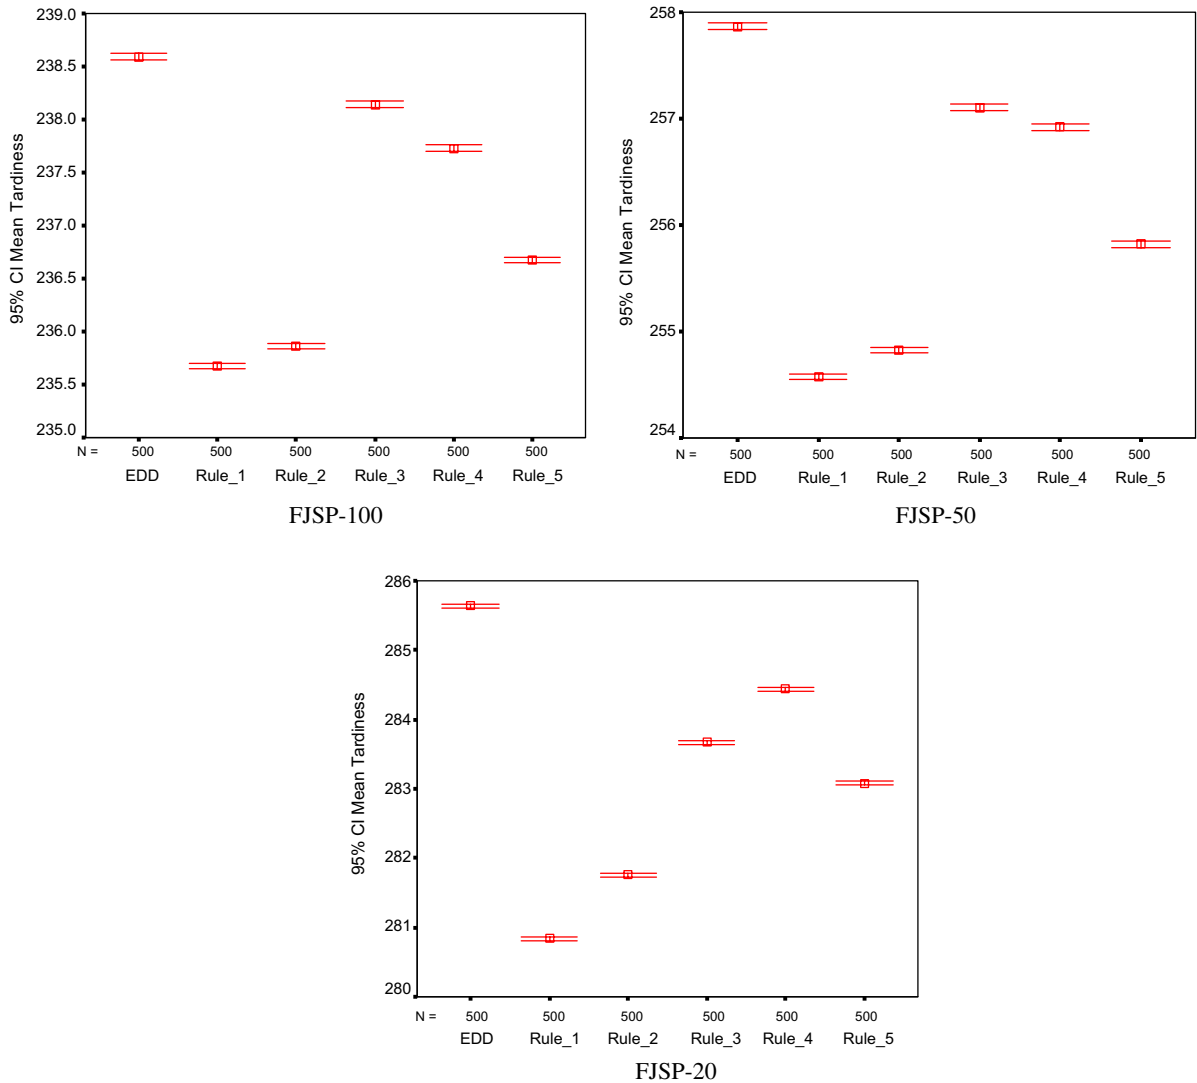 239.0
238.5
238.0
237.5
237.0
236.5
236.0
235.5
235.0
95% CI Mean Tardiness
N = 500 500 500 500 500 500
EDD Rule_1 Rule_2 Rule_3 Rule_4 Rule_5
FJSP-100
258
257
256
255
254
95% CI Mean Tardiness
N = 500 500 500 500 500 500
EDD Rule_1 Rule_2 Rule_3 Rule_4 Rule_5
FJSP-50
286
285
284
283
282
281
280
95% CI Mean Tardiness
N = 500 500 500 500 500 500
EDD Rule_1 Rule_2 Rule_3 Rule_4 Rule_5
FJSP-20